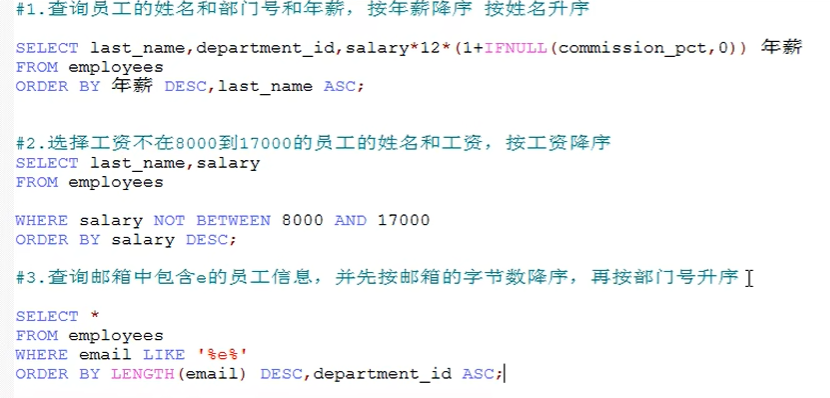 #1.查询员工的姓名和部门号和年薪，按年薪降序 按姓名升序
SELECT last_name,department_id,salary*12*(1+IFNULL(commission_pct,0)) 年薪
FROM employees
ORDER BY 年薪 DESC,last_name ASC;
#2.选择工资不在8000到17000的员工的姓名和工资，按工资降序
SELECT last_name,salary
FROM employees
WHERE salary NOT BETWEEN 8000 AND 17000
ORDER BY salary DESC;
#3.查询邮箱中包含e的员工信息，并先按邮箱的字节数降序，再按部门号升序
SELECT *
FROM employees
WHERE email LIKE '%e%'
ORDER BY LENGTH(email) DESC,department_id ASC;